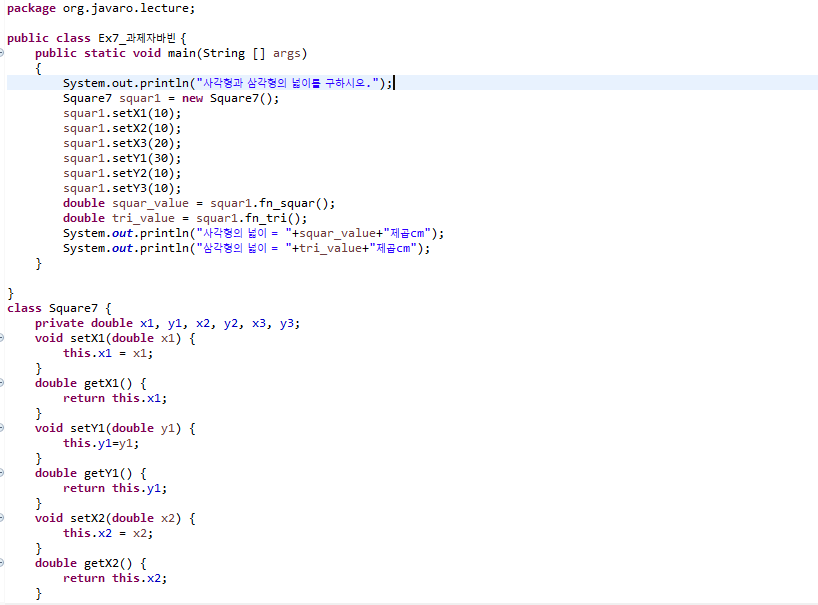 package org.javaro.lecture;
public class Ex7_과제자바빈 {
public static void main(String [] args)
{
System.out.println("사각형과 삼각형의 넓이를 구하시오.");
Square7 squar1 = new Square7();
squar1.setX1(10);
squar1.setX2(10);
squar1.setX3(20);
squar1.setY1(30);
squar1.setY2(10);
squar1.setY3(10);
double squar_value = squar1.fn_squar();
double tri_value = squar1.fn_tri();
System.out.println("사각형의 넓이 = "+squar_value+"제곱cm");
System.out.println("삼각형의 넓이 = "+tri_value+"제곱cm");
}
}
class Square7 {
private double x1, y1, x2, y2, x3, y3;
void setX1(double x1) {
this.x1 = x1;
}
double getX1() {
return this.x1;
}
void setY1(double y1) {
this.y1=y1;
}
double getY1() {
return this.y1;
}
void setX2(double x2) {
this.x2 = x2;
}
double getX2() {
return this.x2;
}